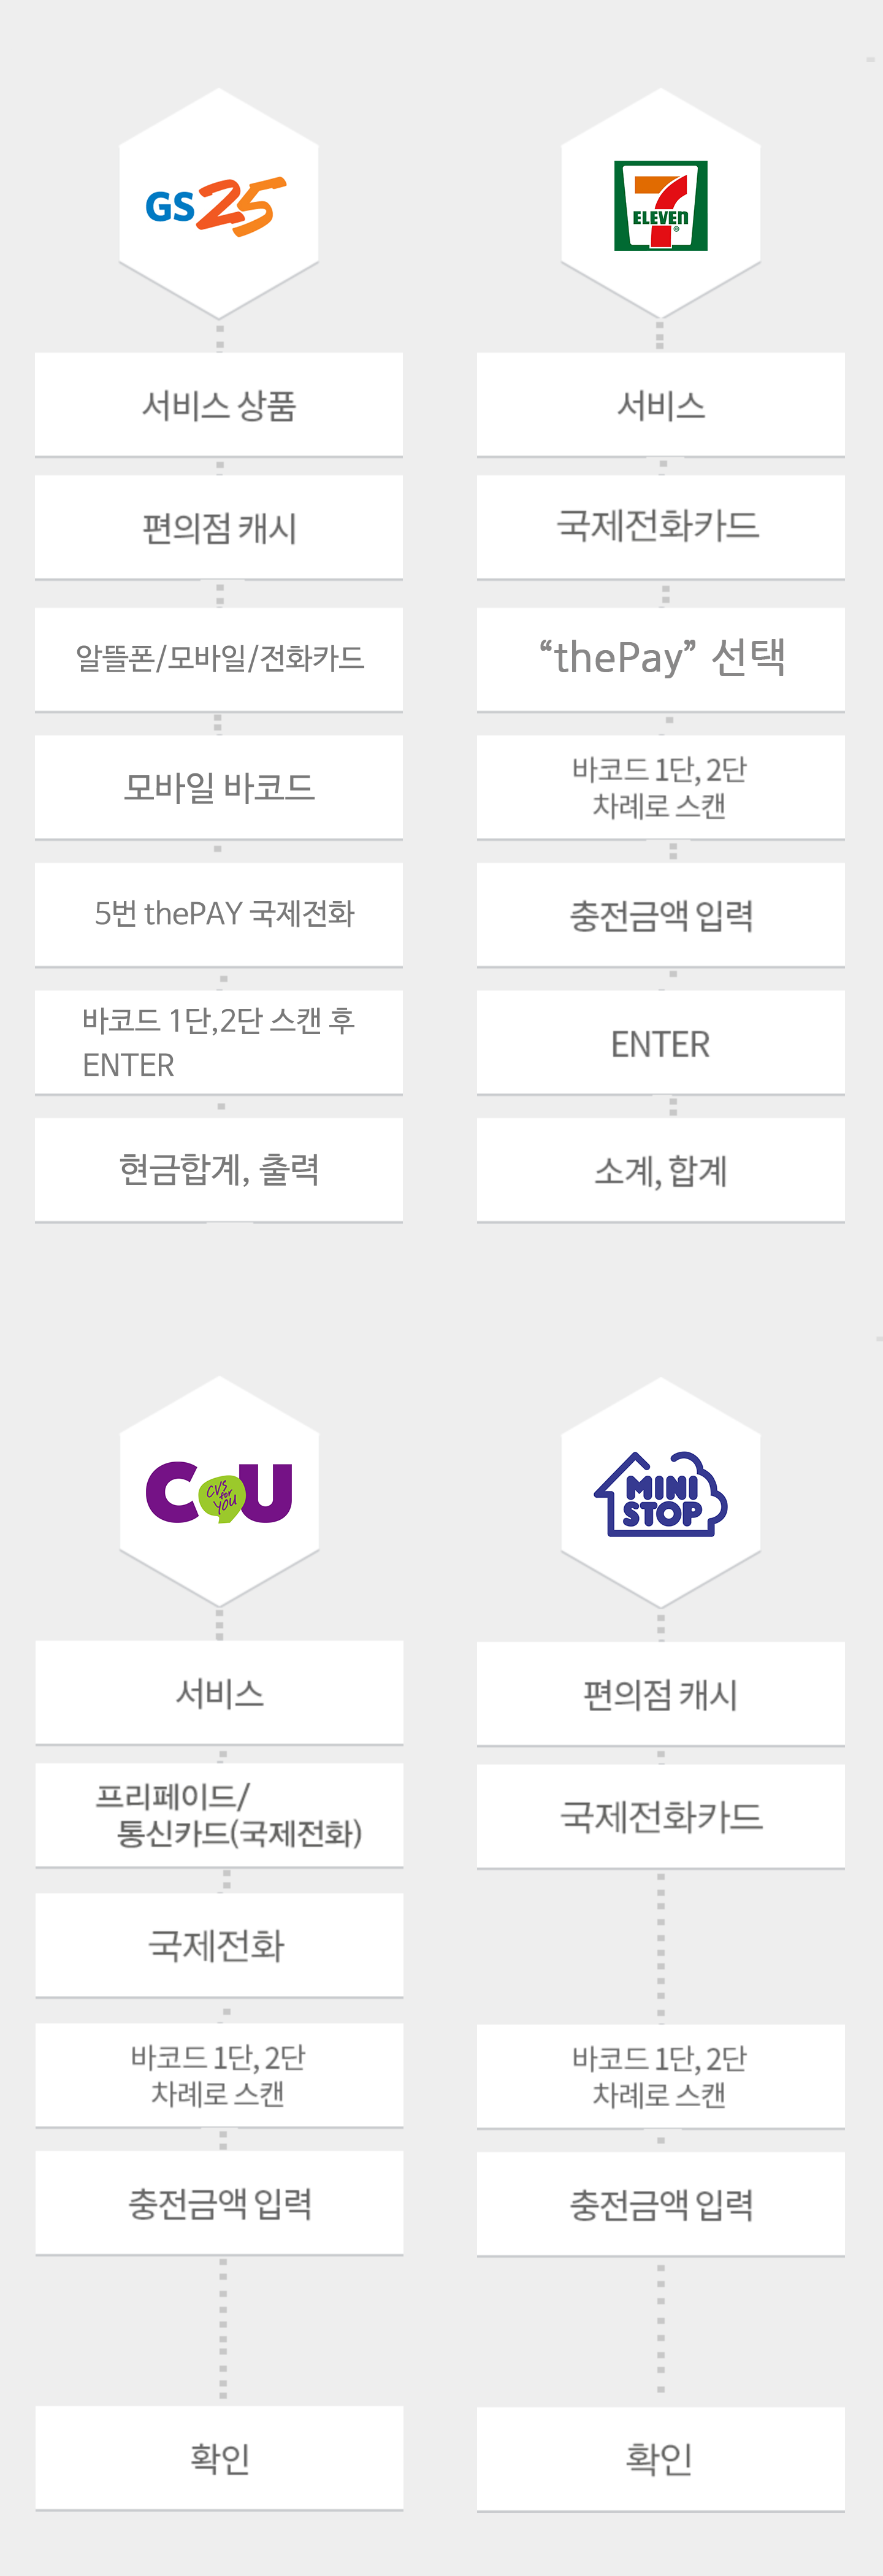 GS25
서비스 상품
편의점 캐시
알뜰폰/모바일/전화카드
모바일 바코드
5번 thePAY 국제전화
바코드 1단,2단 스캔 후
ENTER
현금합계, 출력
7
ELEVEN
®
서비스
국제전화카드
“thePay” 선택
바코드 1단, 2단
차례로 스캔
충전금액 입력
ENTER
소계, 합계
CU
CVS
for
YOU
서비스
프리페이드/
통신카드(국제전화)
국제전화
바코드 1단, 2단
차례로 스캔
충전금액 입력
확인
MINI
STOP
편의점 캐시
국제전화카드
바코드 1단, 2단
차례로 스캔
충전금액 입력
확인